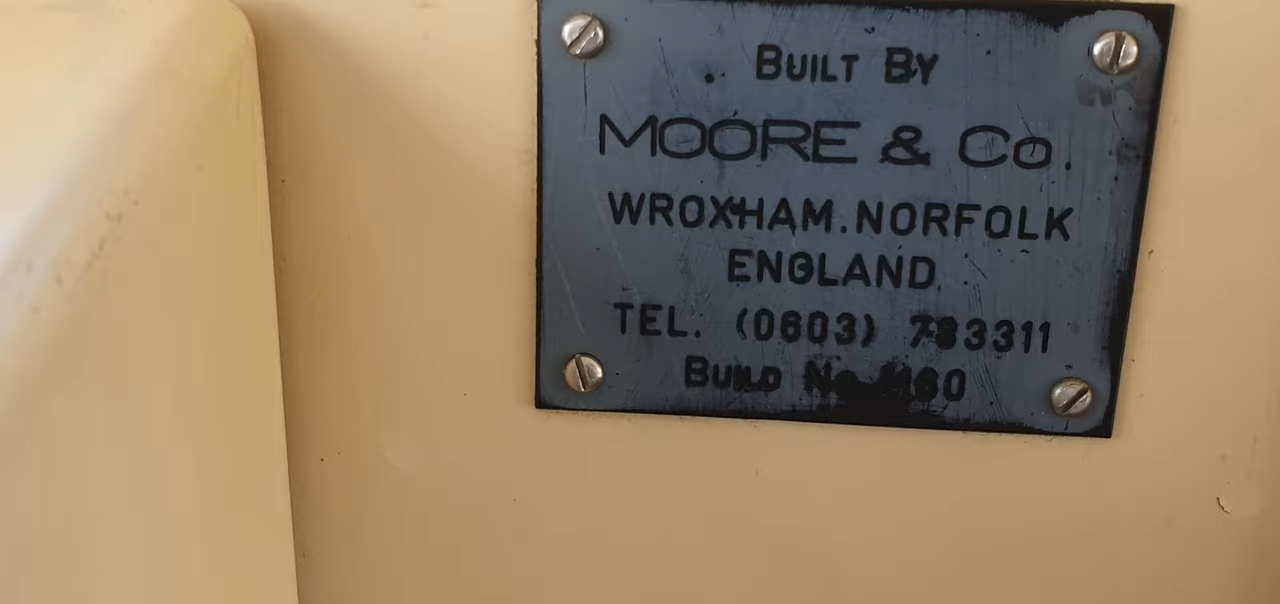 BUILT BY
MOORE & Co.
WROXHAM. NORFOLK
ENGLAND
TEL. (0603) 783311
BUILD No